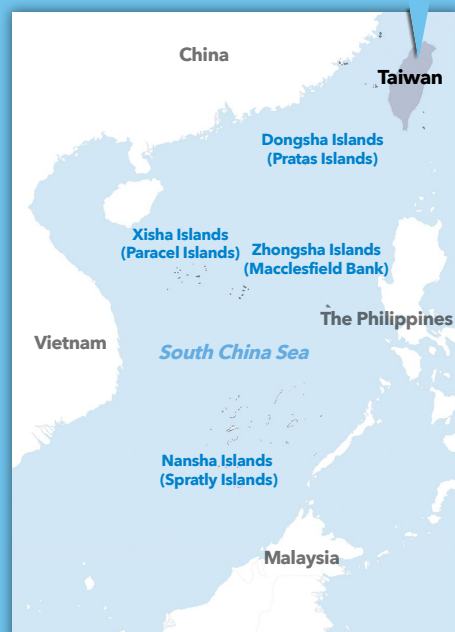 China
Taiwan
Dongsha Islands
(Pratas Islands)
Xisha Islands
(Paracel Islands)
Zhongsha Islands
(Macclesfield Bank)
The Philippines
Vietnam
South China Sea
Nansha Islands
(Spratly Islands)
Malaysia